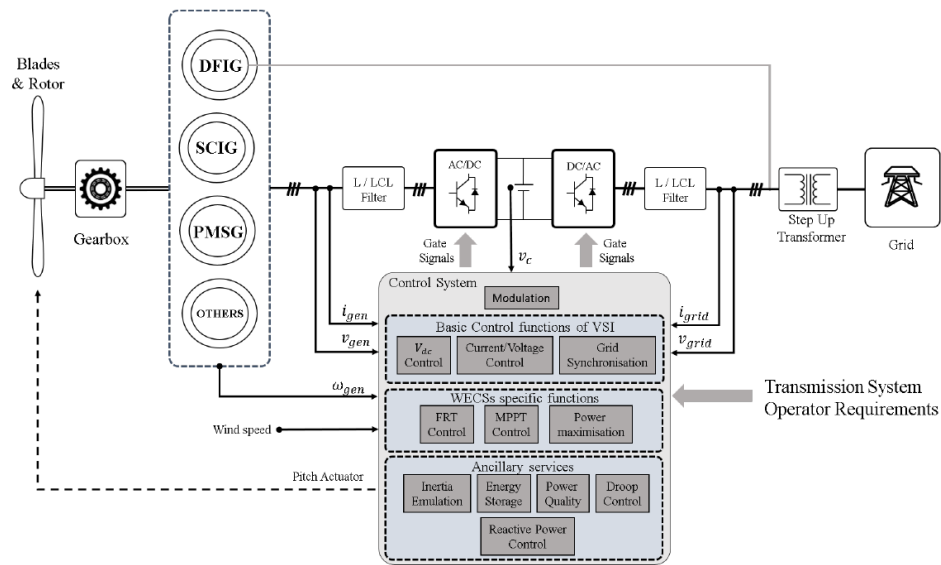 Blades
& Rotor
Gearbox
DFIG
SCIG
PMSG
OTHERS
L / LCL
Filter
AC/DC
DC/AC
L / LCL
Filter
Step Up
Transformer
Grid
Gate
Signals
v_c
Gate
Signals
Control System
Modulation
i_gen
v_gen
i_grid
v_grid
Basic Control functions of VSI
V_dc
Control
Current/Voltage
Control
Grid
Synchronisation
ω_gen
Wind speed
WECSs specific functions
FRT
Control
MPPT
Control
Power
maximisation
Transmission System
Operator Requirements
Pitch Actuator
Ancillary services
Inertia
Emulation
Energy
Storage
Power
Quality
Droop
Control
Reactive Power
Control